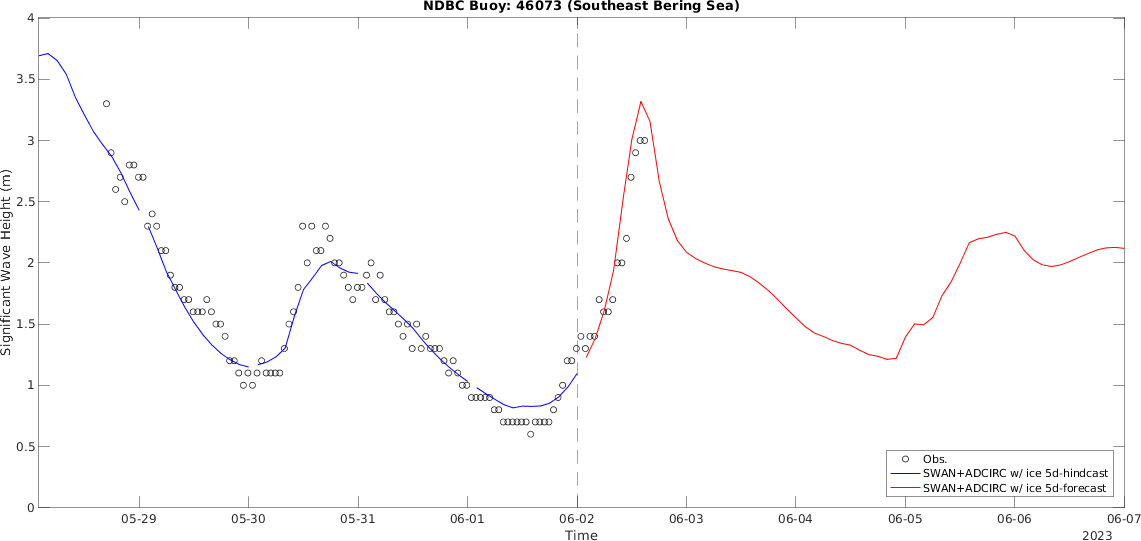 NDBC Buoy: 46073 (Southeast Bering Sea)
4
3.5
3
2.5
2
1.5
1
0.5
0
Significant Wave Height (m)
Obs.
SWAN+ADCIRC w/ ice 5d-hindcast
SWAN+ADCIRC w/ ice 5d-forecast
05-29 05-30 05-31 06-01 06-02 06-03 06-04 06-05 06-06 06-07
Time
2023